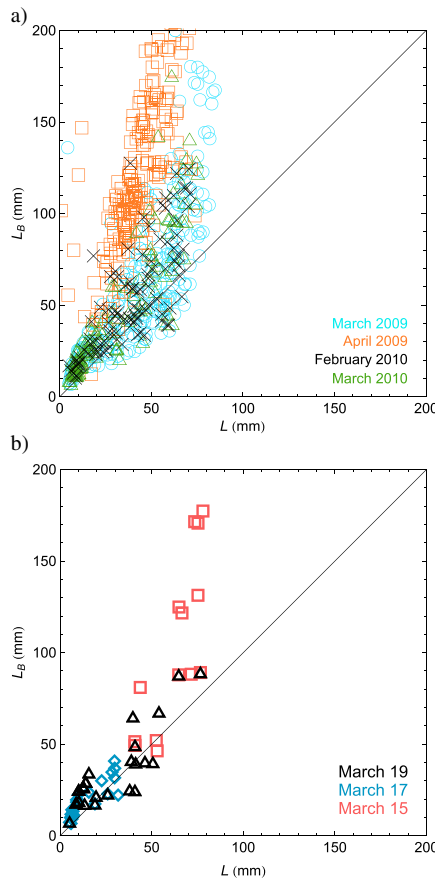 a)
200
150
L_B (mm)
100
50
0
March 2009
April 2009
February 2010
March 2010
0 50 100 150 200
L (mm)
b)
200
150
L_B (mm)
100
50
0
March 19
March 17
March 15
0 50 100 150 200
L (mm)